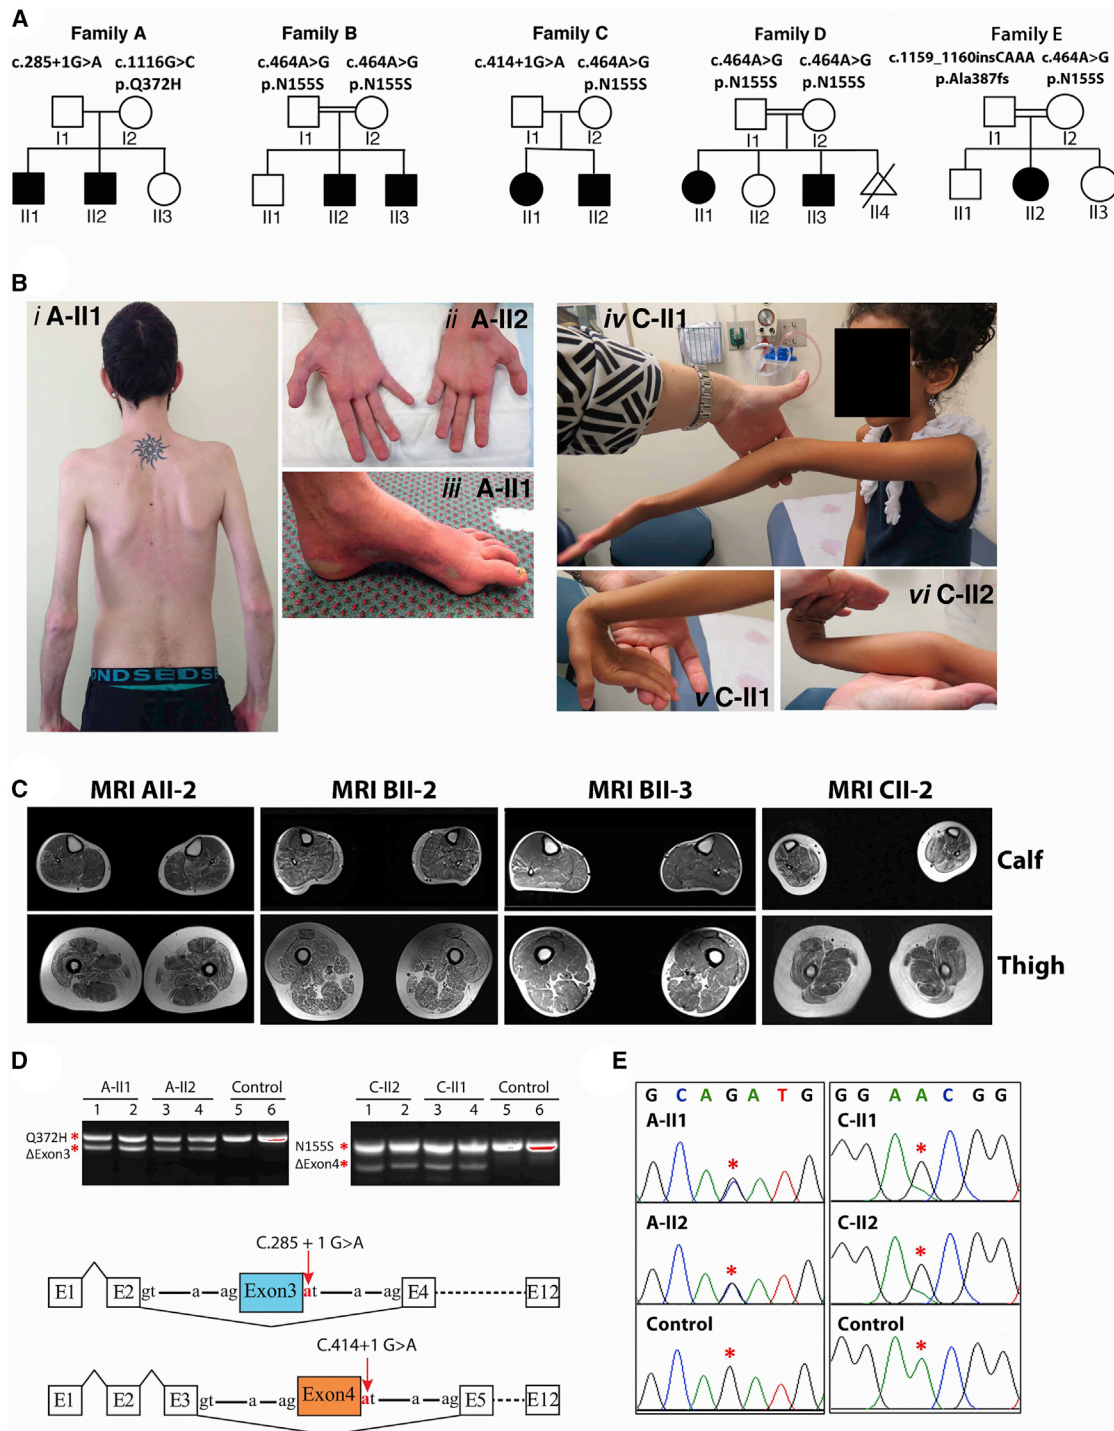 A
Family A
Family B
Family C
Family D
Family E
c.285+1G>A
c.1116G>C
p.Q372H
c.464A>G
p.N155S
c.464A>G
p.N155S
c.414+1G>A
c.464A>G
p.N155S
c.464A>G
p.N155S
c.464A>G
p.N155S
c.1159_1160insCAAA
p.Ala387fs
c.464A>G
p.N155S
I1 I2
I1 I2
I1 I2
I1 I2
I1 I2
II1 II2 II3
II1 II2 II3
II1 II2
II1 II2 II3 II4
II1 II2 II3
B
i A-II1
ii A-II2
iii A-II1
iv C-II1
v C-II1
vi C-II2
C
MRI AII-2
MRI BII-2
MRI BII-3
MRI CII-2
Calf
Thigh
D
A-II1 A-II2 Control
1 2 3 4 5 6
Q372H *
ΔExon3 *
C-II2 C-II1 Control
1 2 3 4 5 6
N155S *
ΔExon4 *
C.285 + 1 G>A
E1 E2 gt a ag Exon3 at a ag E4 E12
C.414+1 G>A
E1 E2 E3 gt a ag Exon4 at a ag E5 E12
E
G C A G A T G
A-II1
*
A-II2
*
Control
*
G G A A C G G
C-II1
*
C-II2
*
Control
*